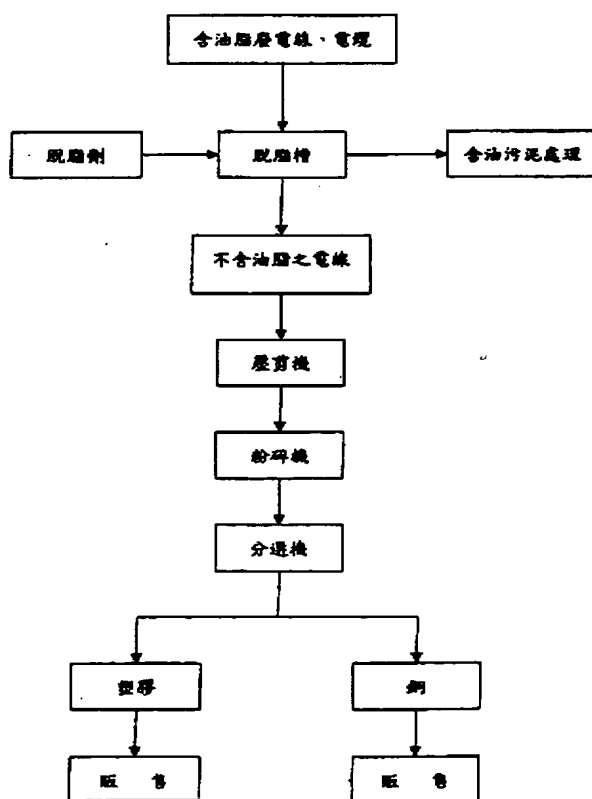 含油脂廢電線、電纜
脫脂劑
脫脂槽
含油污泥處理
不含油脂之電線
壓剪機
粉碎機
分選機
塑膠
銅
販售
販售